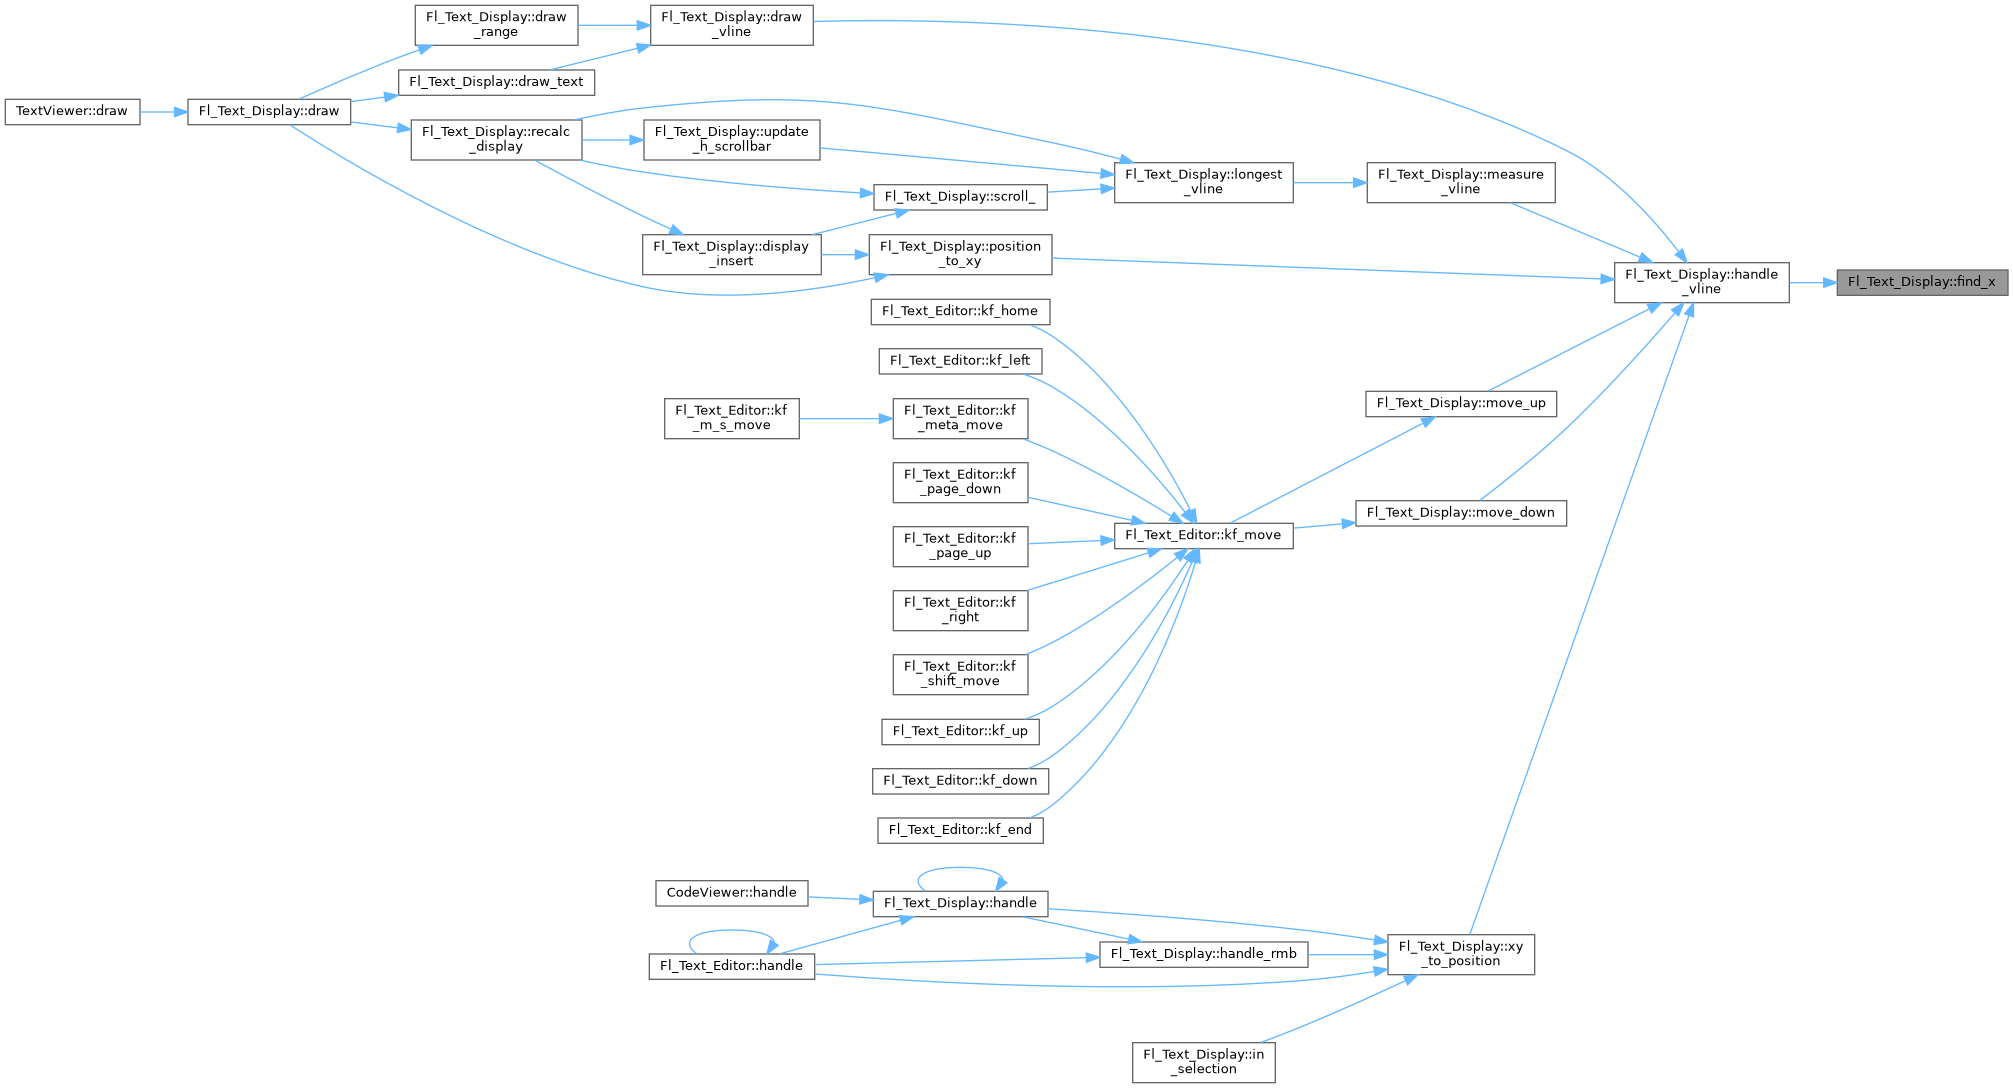 Fl_Text_Display::draw
_range
Fl_Text_Display::draw
_vline
Fl_Text_Display::draw_text
TextViewer::draw
Fl_Text_Display::draw
Fl_Text_Display::recalc
_display
Fl_Text_Display::update
_h_scrollbar
Fl_Text_Display::longest
_vline
Fl_Text_Display::measure
_vline
Fl_Text_Display::scroll_
Fl_Text_Display::display
_insert
Fl_Text_Display::position
_to_xy
Fl_Text_Display::handle
_vline
Fl_Text_Display::find_x
Fl_Text_Editor::kf_home
Fl_Text_Editor::kf_left
Fl_Text_Editor::kf
_m_s_move
Fl_Text_Editor::kf
_meta_move
Fl_Text_Display::move_up
Fl_Text_Editor::kf
_page_down
Fl_Text_Display::move_down
Fl_Text_Editor::kf_move
Fl_Text_Editor::kf
_page_up
Fl_Text_Editor::kf
_right
Fl_Text_Editor::kf
_shift_move
Fl_Text_Editor::kf_up
Fl_Text_Editor::kf_down
Fl_Text_Editor::kf_end
CodeViewer::handle
Fl_Text_Display::handle
Fl_Text_Editor::handle
Fl_Text_Display::handle_rmb
Fl_Text_Display::xy
_to_position
Fl_Text_Display::in
_selection